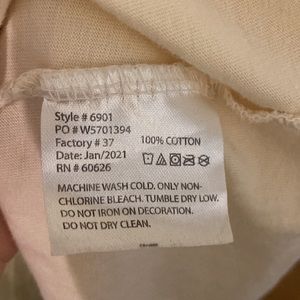 Style # 6901
PO # W5701394
Factory # 37
100% COTTON
Date: Jan/2021
RN # 60626
MACHINE WASH COLD. ONLY NON-
CHLORINE BLEACH. TUMBLE DRY LOW.
DO NOT IRON ON DECORATION.
DO NOT DRY CLEAN.